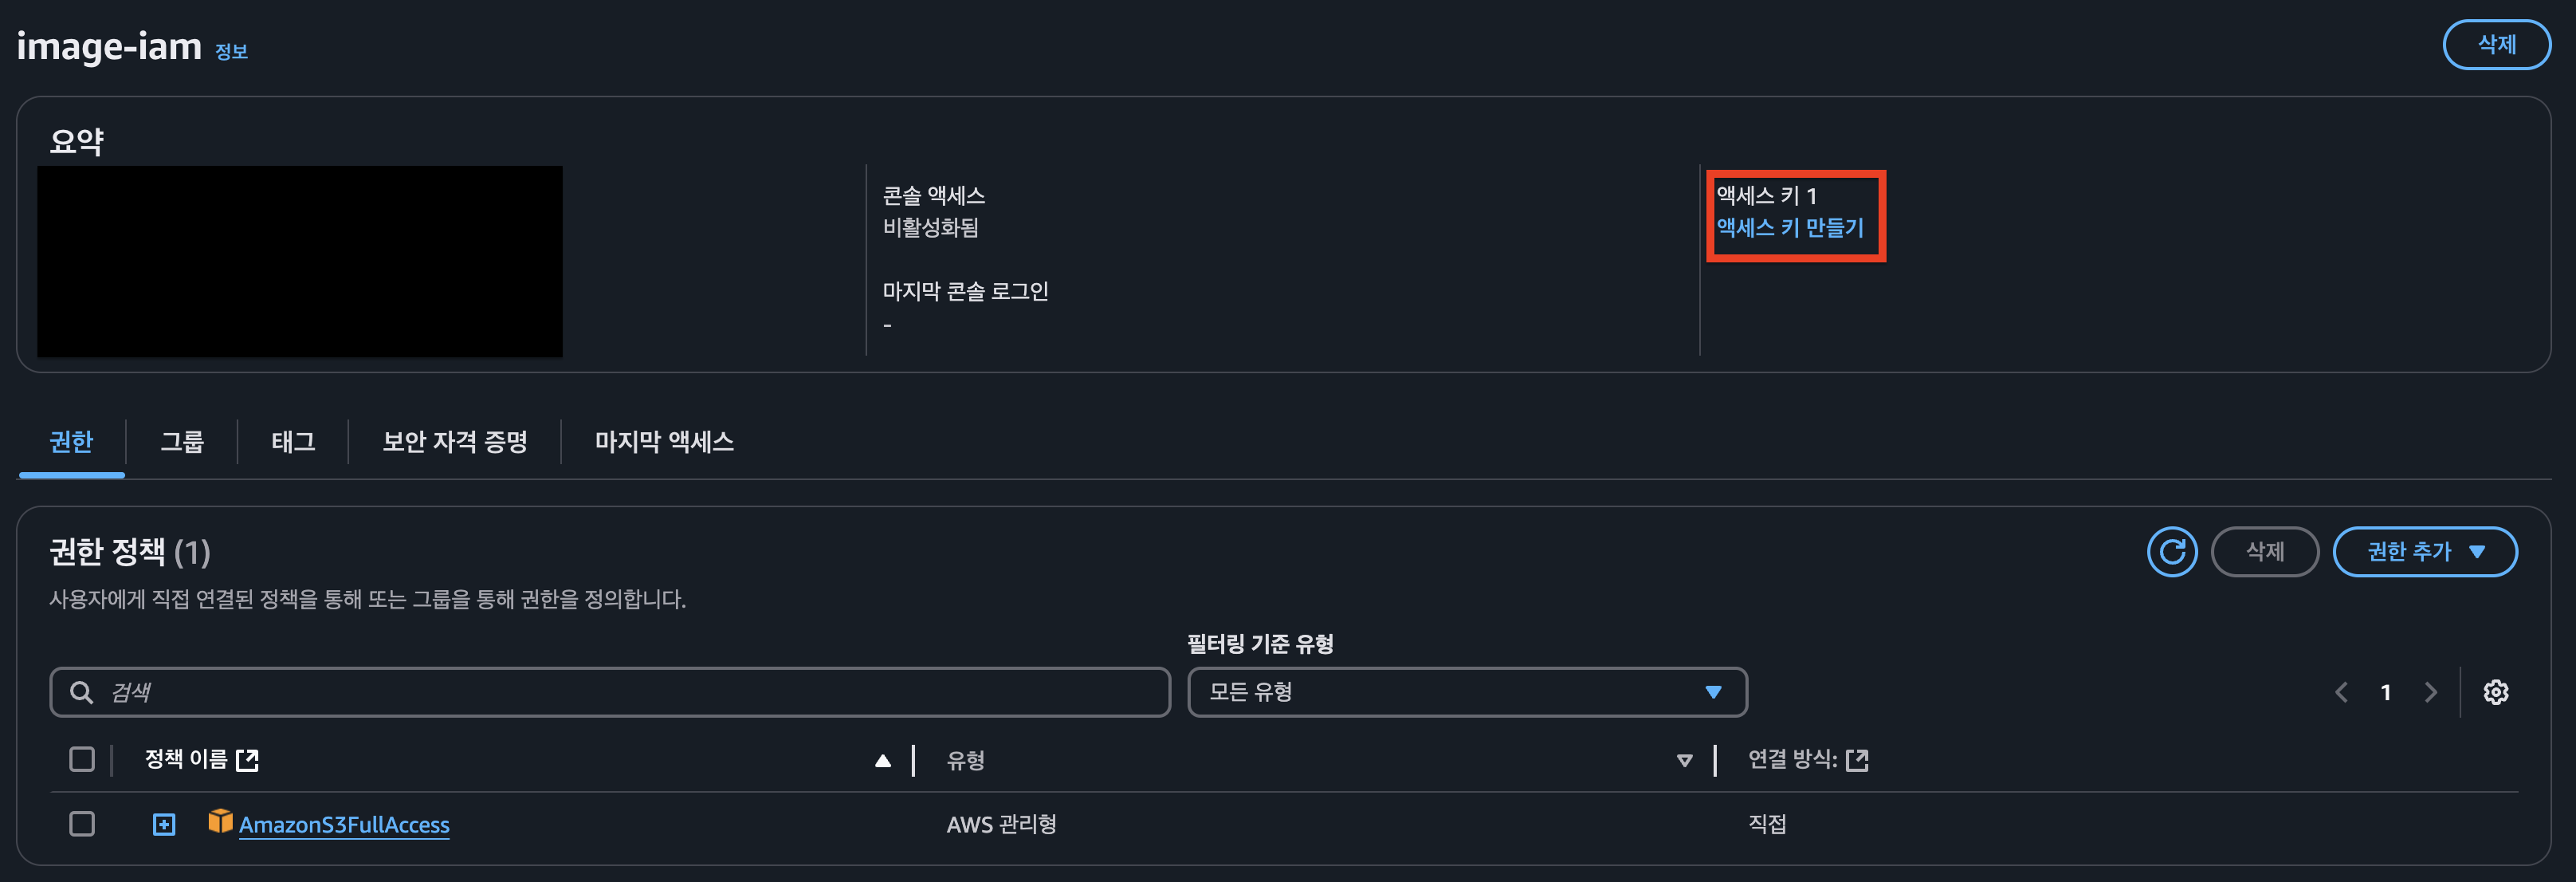 image-iam 정보
삭제
요약
콘솔 액세스
비활성화됨
마지막 콘솔 로그인
-
액세스 키 1
액세스 키 만들기
권한
그룹
태그
보안 자격 증명
마지막 액세스
권한 정책 (1)
삭제
권한 추가
사용자에게 직접 연결된 정책을 통해 또는 그룹을 통해 권한을 정의합니다.
필터링 기준 유형
검색
모든 유형
1
정책 이름
유형
연결 방식:
AmazonS3FullAccess
AWS 관리형
직접